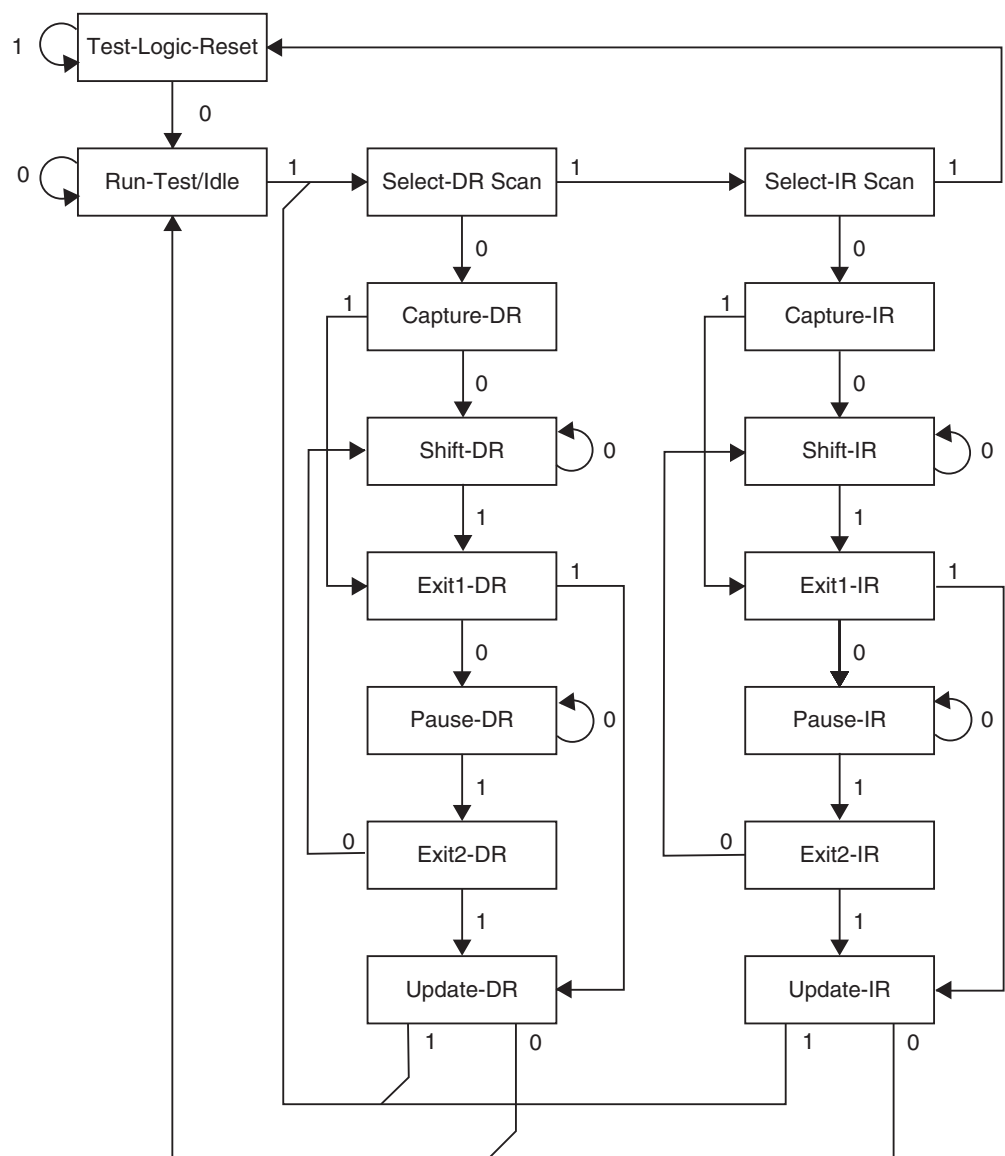 1 Test-Logic-Reset
0
0 Run-Test/Idle 1 Select-DR Scan 1 Select-IR Scan 1
0 0
1 Capture-DR 1 Capture-IR
0 0
Shift-DR 0 Shift-IR 0
1 1
Exit1-DR 1 Exit1-IR 1
0 0
Pause-DR 0 Pause-IR 0
1 1
0 Exit2-DR 0 Exit2-IR
1 1
Update-DR Update-IR
1 0 1 0